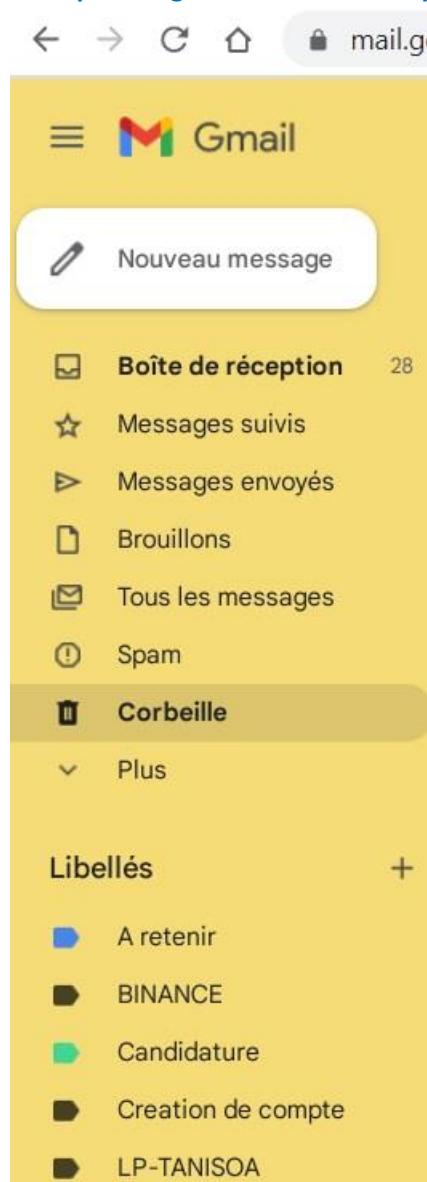 mail.g
Gmail
Nouveau message
Boîte de réception 28
Messages suivis
Messages envoyés
Brouillons
Tous les messages
Spam
Corbeille
Plus
Libellés +
A retenir
BINANCE
Candidature
Creation de compte
LP-TANISOA